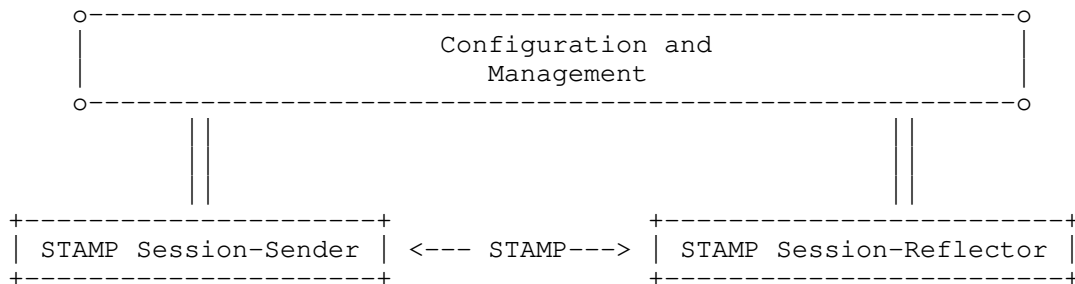 Configuration and
Management
STAMP Session-Sender <--- STAMP---> STAMP Session-Reflector